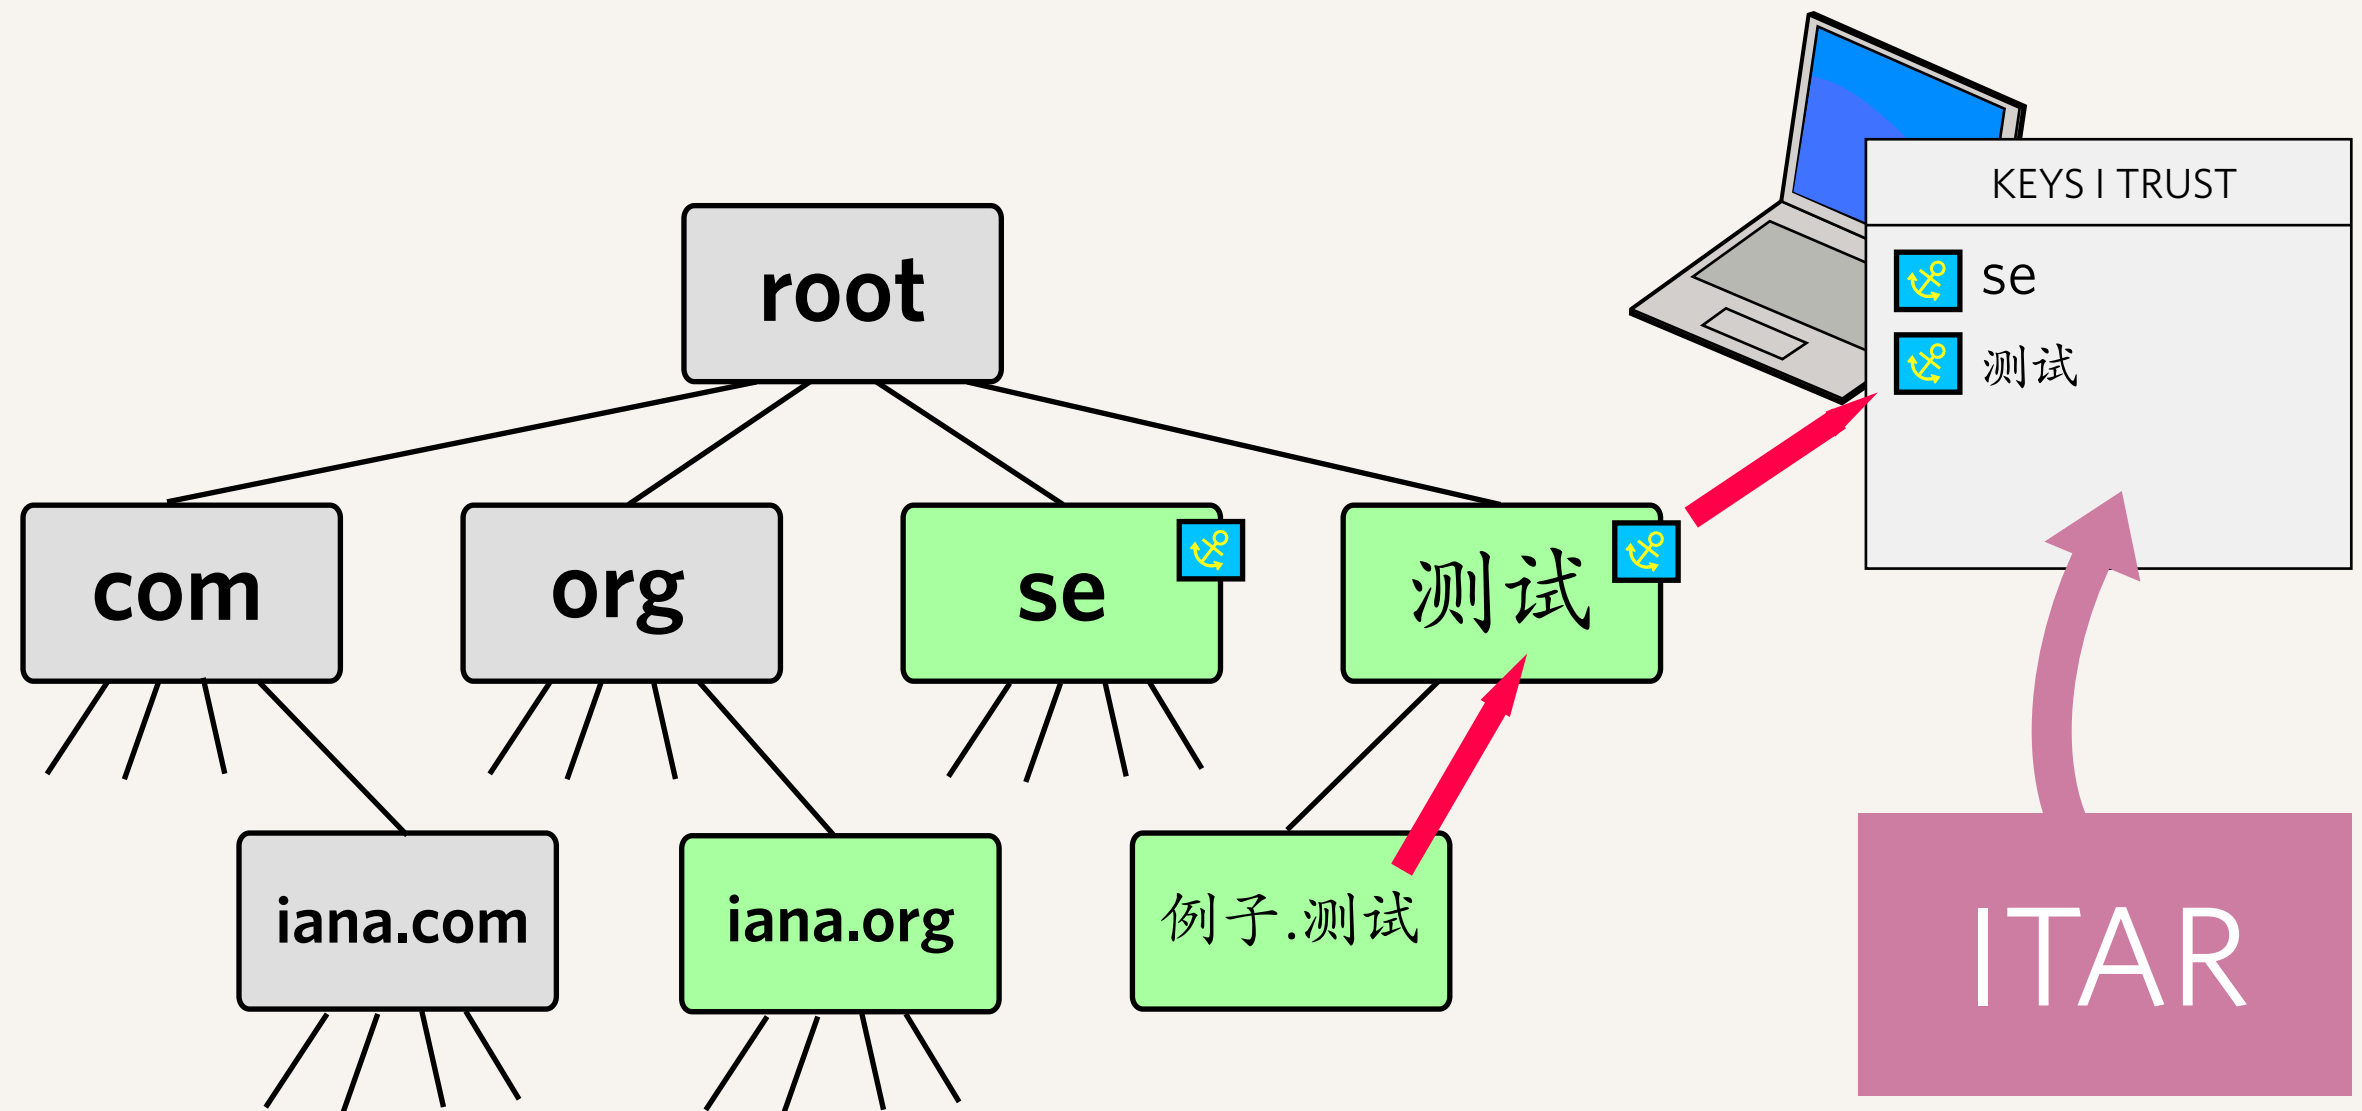 KEYS I TRUST
se
测试
root
com
org
se
测试
iana.com
iana.org
例子.测试
ITAR